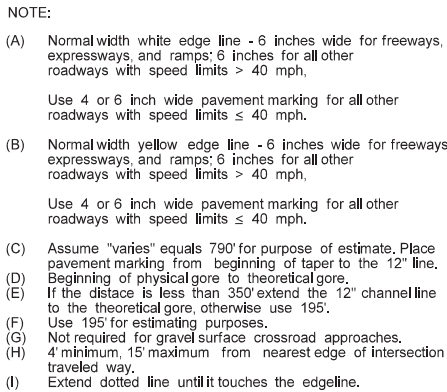 NOTE:
(A) Normal width white edge line - 6 inches wide for freeways,
expressways, and ramps; 6 inches for all other
roadways with speed limits > 40 mph,
Use 4 or 6 inch wide pavement marking for all other
roadways with speed limits ≤ 40 mph.
(B) Normal width yellow edge line - 6 inches wide for freeways
expressways, and ramps; 6 inches for all other
roadways with speed limits > 40 mph,
Use 4 or 6 inch wide pavement marking for all other
roadways with speed limits ≤ 40 mph.
(C) Assume "varies" equals 790' for purpose of estimate. Place
pavement marking from beginning of taper to the 12" line.
(D) Beginning of physical gore to theoretical gore.
(E) If the distace is less than 350' extend the 12" channel line
to the theoretical gore, otherwise use 195'.
(F) Use 195' for estimating purposes.
(G) Not required for gravel surface crossroad approaches.
(H) 4' minimum, 15' maximum from nearest edge of intersection
traveled way.
(I) Extend dotted line until it touches the edgeline.